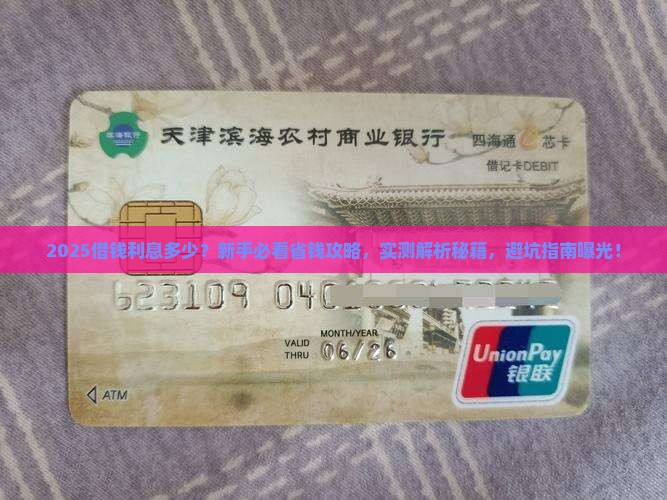 滨海银行
天津滨海农村商业银行
四海通 芯卡
借记卡DEBIT
2025借钱利息多少？新手必看省钱攻略，实测解析秘籍，避坑指南曝光！
623109 040
MONTH/YEAR
VALID THRU 06/26
UnionPay
银联
ATM